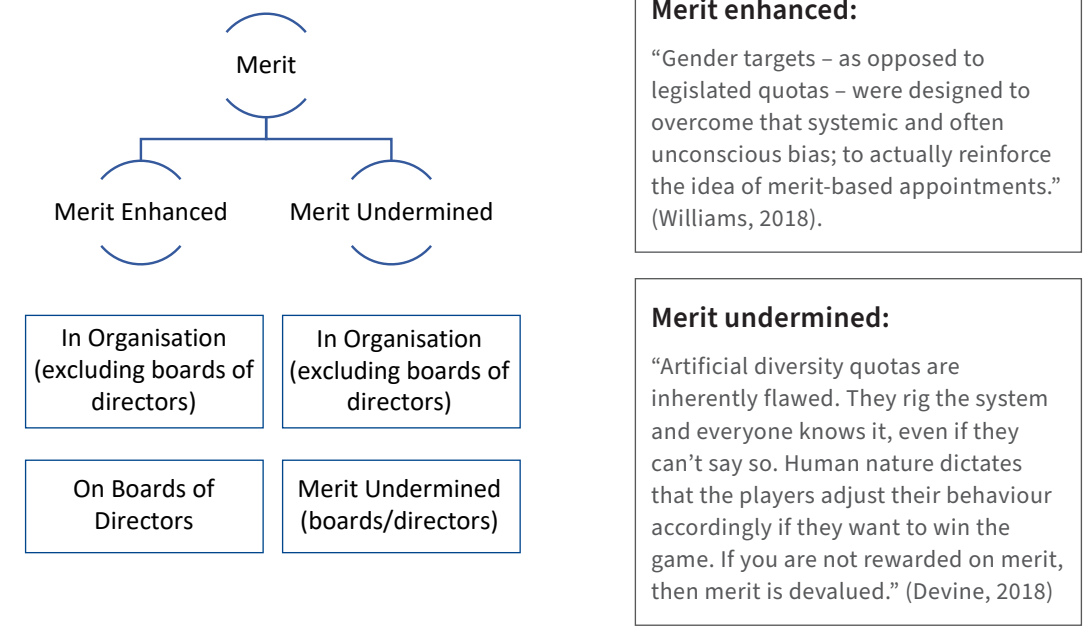 Merit
Merit Enhanced
Merit Undermined
In Organisation
(excluding boards of
directors)
In Organisation
(excluding boards of
directors)
On Boards of
Directors
Merit Undermined
(boards/directors)
Merit enhanced:
“Gender targets – as opposed to
legislated quotas – were designed to
overcome that systemic and often
unconscious bias; to actually reinforce
the idea of merit-based appointments.”
(Williams, 2018).
Merit undermined:
“Artificial diversity quotas are
inherently flawed. They rig the system
and everyone knows it, even if they
can’t say so. Human nature dictates
that the players adjust their behaviour
accordingly if they want to win the
game. If you are not rewarded on merit,
then merit is devalued.” (Devine, 2018)